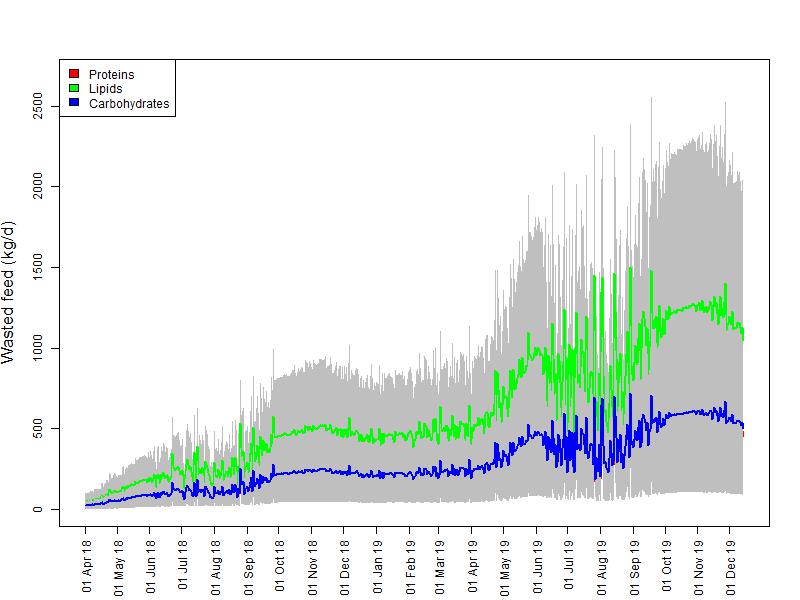 Proteins
Lipids
Carbohydrates
Wasted feed (kg/d)
2500
2000
1500
1000
500
0
01 Apr 18
01 May 18
01 Jun 18
01 Jul 18
01 Aug 18
01 Sep 18
01 Oct 18
01 Nov 18
01 Dec 18
01 Jan 19
01 Feb 19
01 Mar 19
01 Apr 19
01 May 19
01 Jun 19
01 Jul 19
01 Aug 19
01 Sep 19
01 Oct 19
01 Nov 19
01 Dec 19